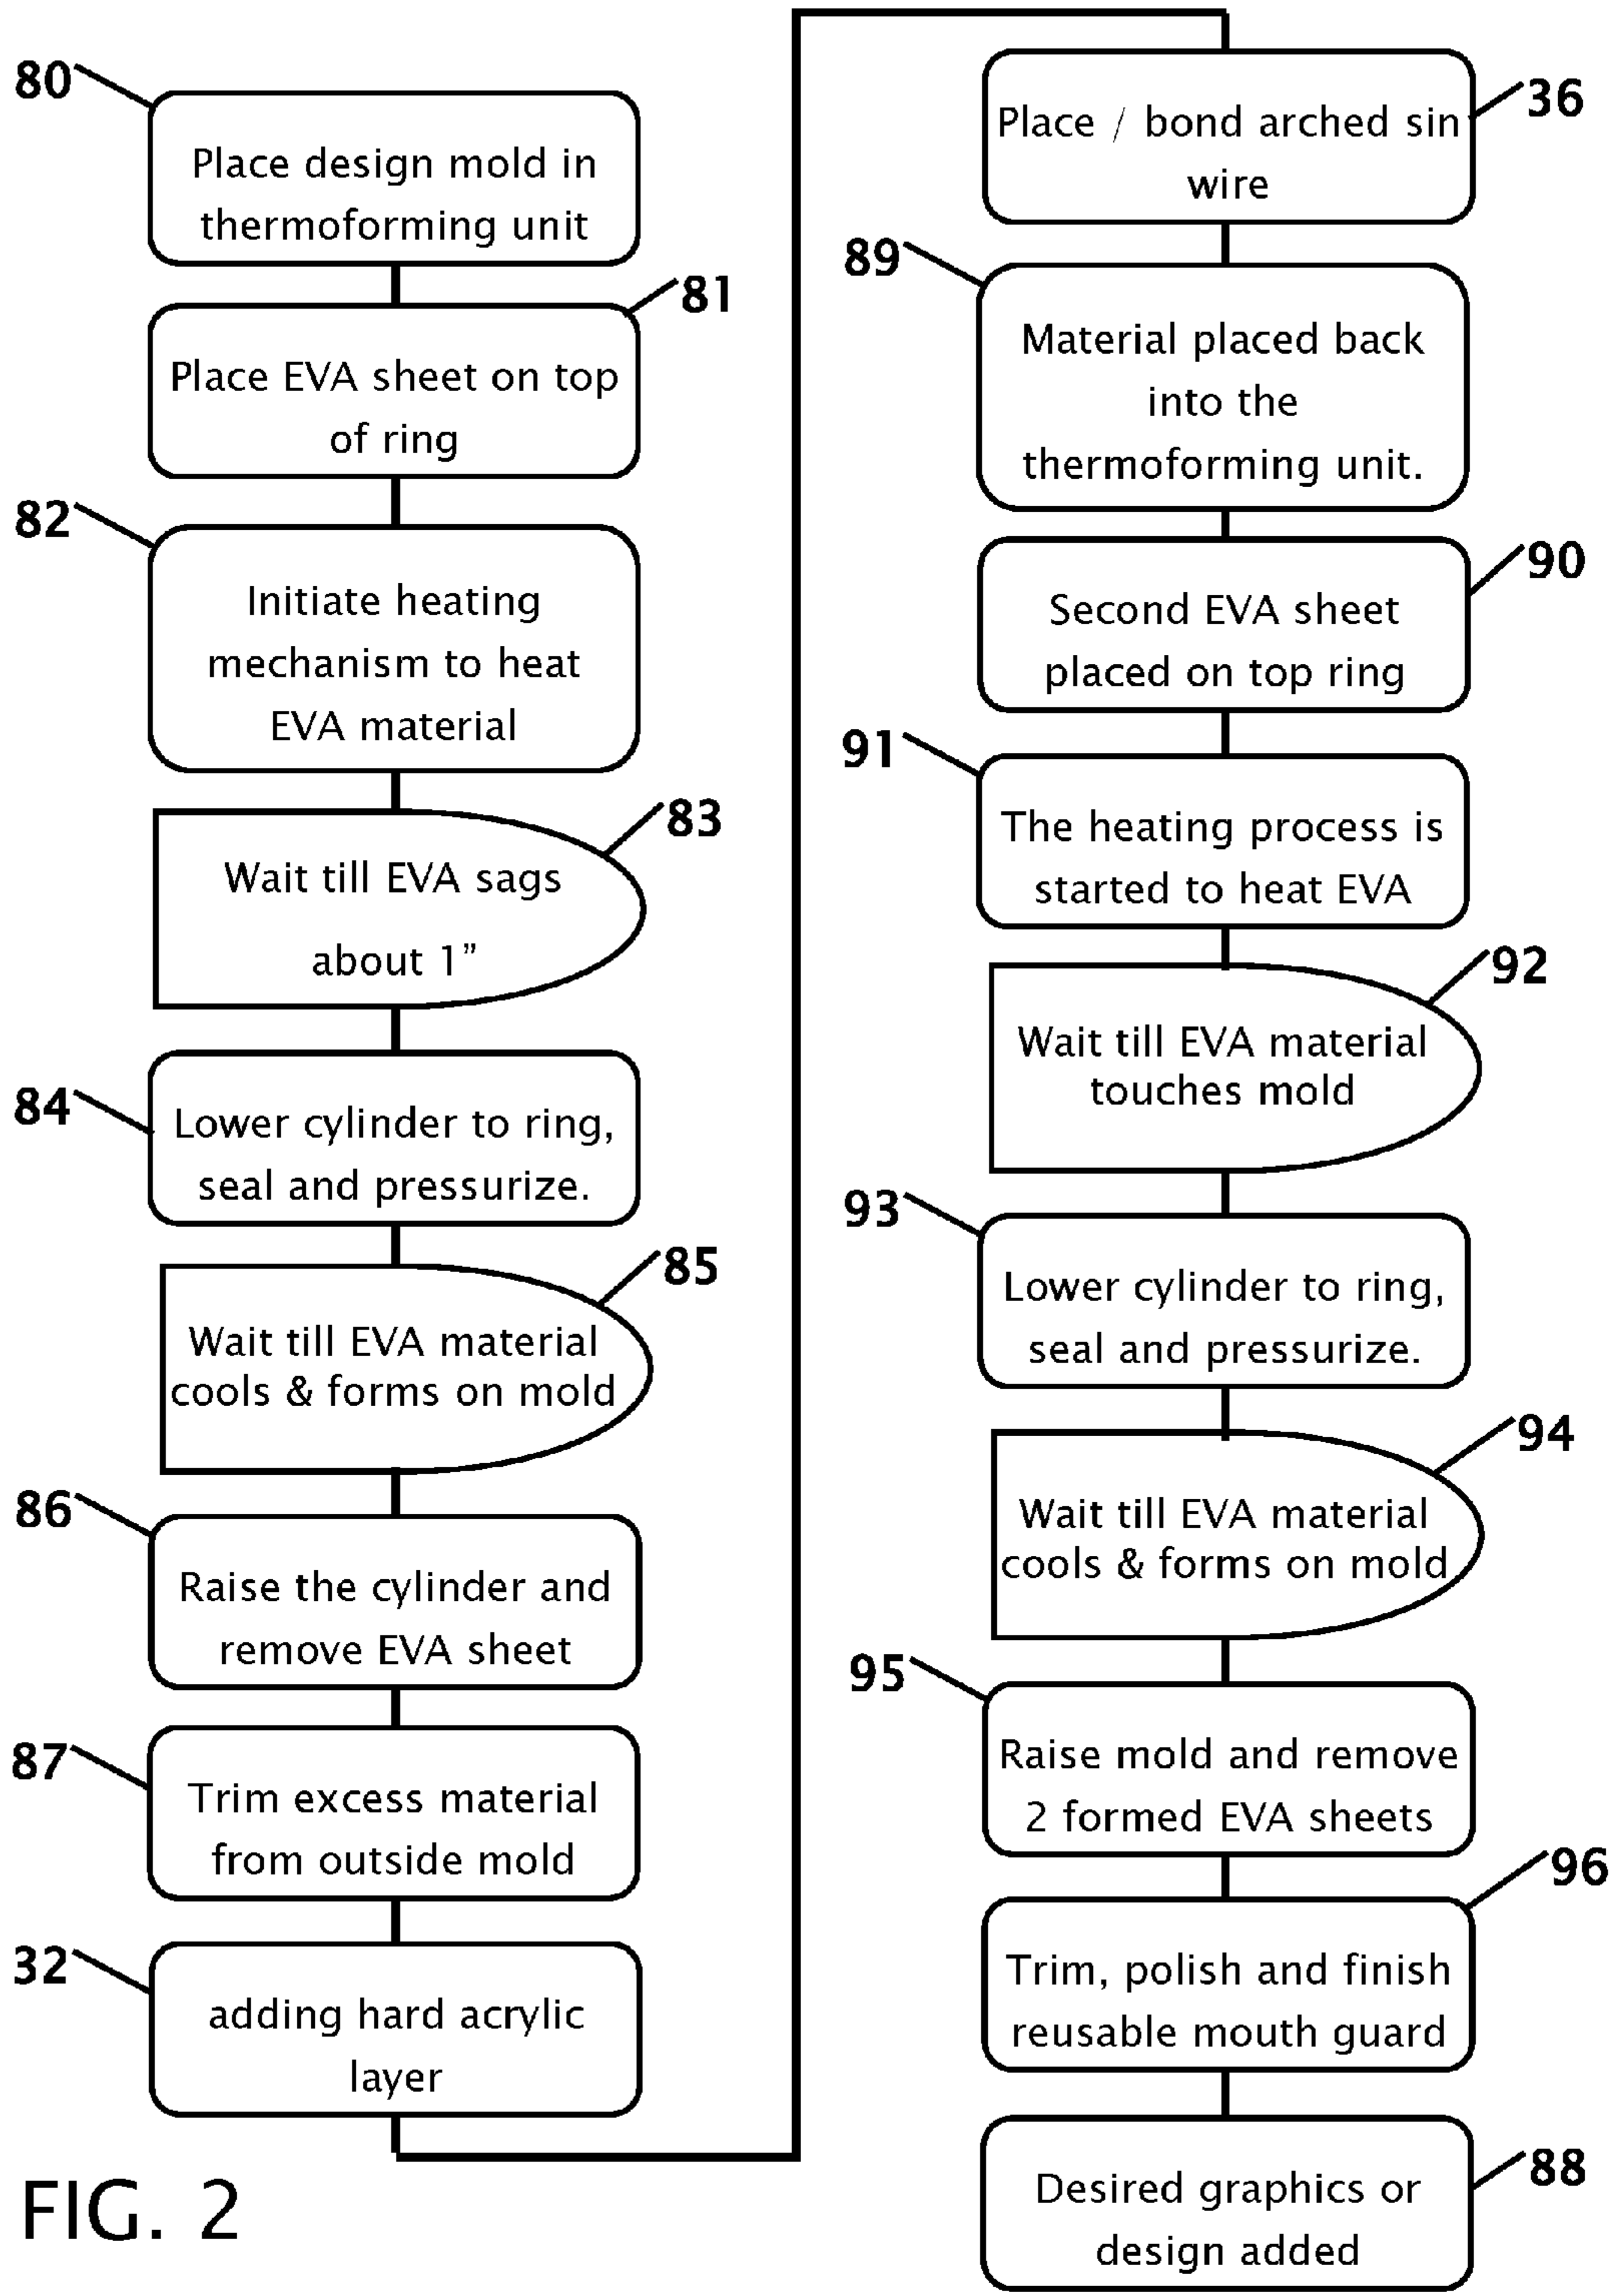 80
Place design mold in
thermoforming unit
81
Place EVA sheet on top
of ring
82
Initiate heating
mechanism to heat
EVA material
83
Wait till EVA sags
about 1”
84
Lower cylinder to ring,
seal and pressurize.
85
Wait till EVA material
cools & forms on mold
86
Raise the cylinder and
remove EVA sheet
87
Trim excess material
from outside mold
32
adding hard acrylic
layer
36
Place / bond arched sin
wire
89
Material placed back
into the
thermoforming unit.
90
Second EVA sheet
placed on top ring
91
The heating process is
started to heat EVA
92
Wait till EVA material
touches mold
93
Lower cylinder to ring,
seal and pressurize.
94
Wait till EVA material
cools & forms on mold
95
Raise mold and remove
2 formed EVA sheets
96
Trim, polish and finish
reusable mouth guard
88
Desired graphics or
design added
FIG. 2